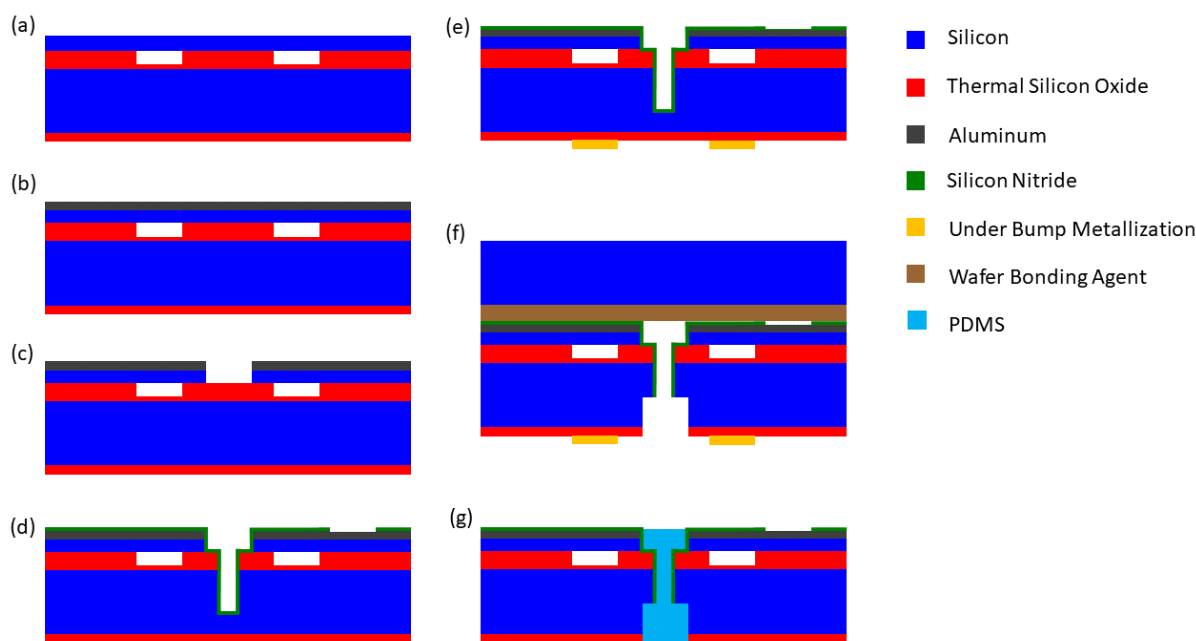 (a)
(b)
(c)
(d)
(e)
(f)
(g)
Silicon
Thermal Silicon Oxide
Aluminum
Silicon Nitride
Under Bump Metallization
Wafer Bonding Agent
PDMS